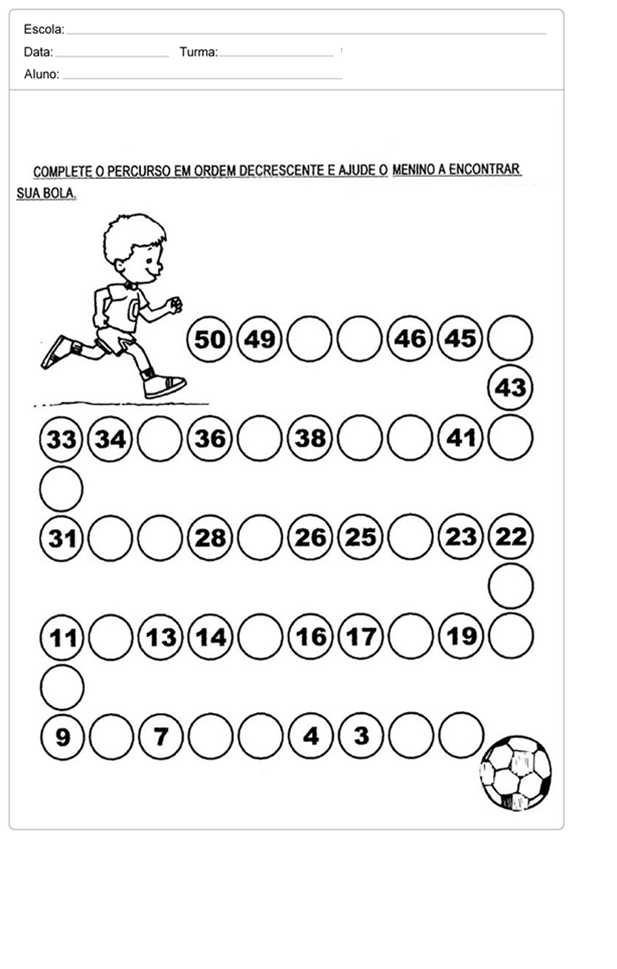 Escola:
Data: Turma:
Aluno:
COMPLETE O PERCURSO EM ORDEM DECRESCENTE E AJUDE O MENINO A ENCONTRAR
SUA BOLA.
50 49 46 45
43
33 34 36 38 41
31 28 26 25 23 22
11 13 14 16 17 19
9 7 4 3